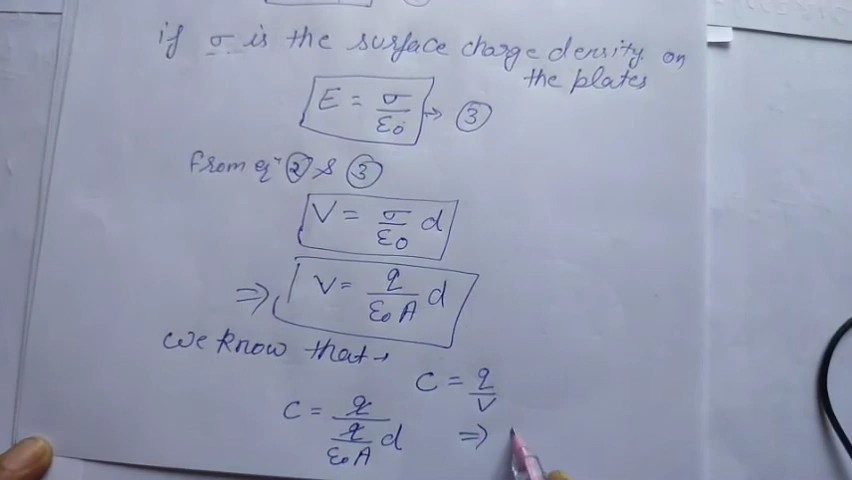 if σ is the surface charge density on
the plates
E = σ/ε₀ → ③
from eqⁿ ② & ③
V = σ/ε₀ d
⇒ V = q/ε₀A d
we know that →
C = q/V
C = q/(q/ε₀A d) ⇒